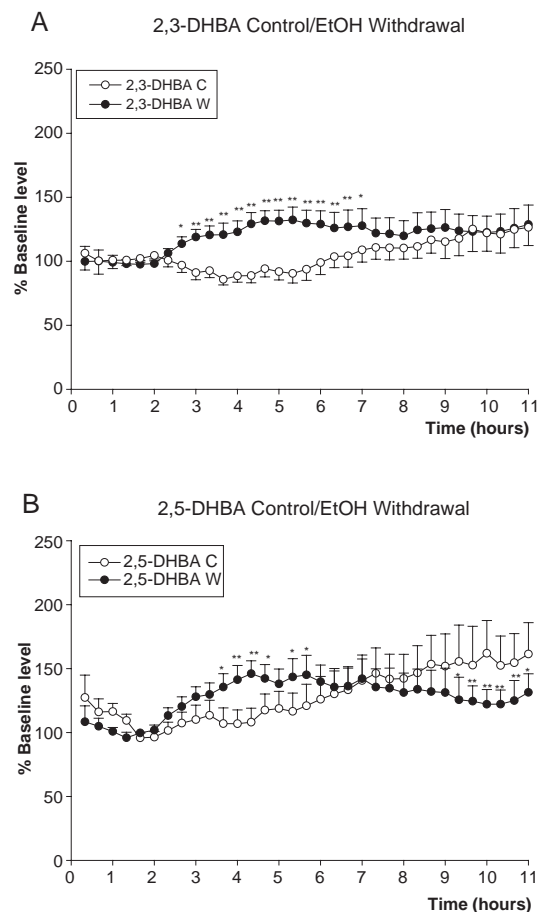 A
2,3-DHBA Control/EtOH Withdrawal
250
200
150
100
50
0
% Baseline level
2,3-DHBA C
2,3-DHBA W
* ** ** ** ** ** ** ** ** ** ** ** ** *
0 1 2 3 4 5 6 7 8 9 10 11
Time (hours)
B
2,5-DHBA Control/EtOH Withdrawal
250
200
150
100
50
0
% Baseline level
2,5-DHBA C
2,5-DHBA W
* ** ** * * *
* ** ** ** ** *
0 1 2 3 4 5 6 7 8 9 10 11
Time (hours)